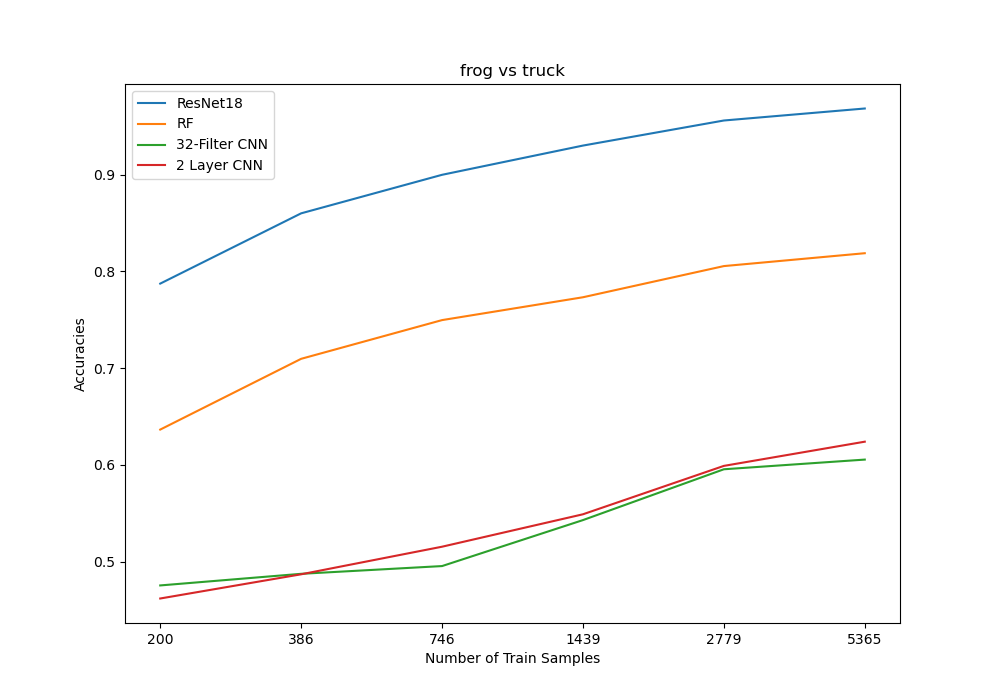 frog vs truck
ResNet18
RF
32-Filter CNN
2 Layer CNN
0.9
0.8
0.7
0.6
0.5
Accuracies
200 386 746 1439 2779 5365
Number of Train Samples